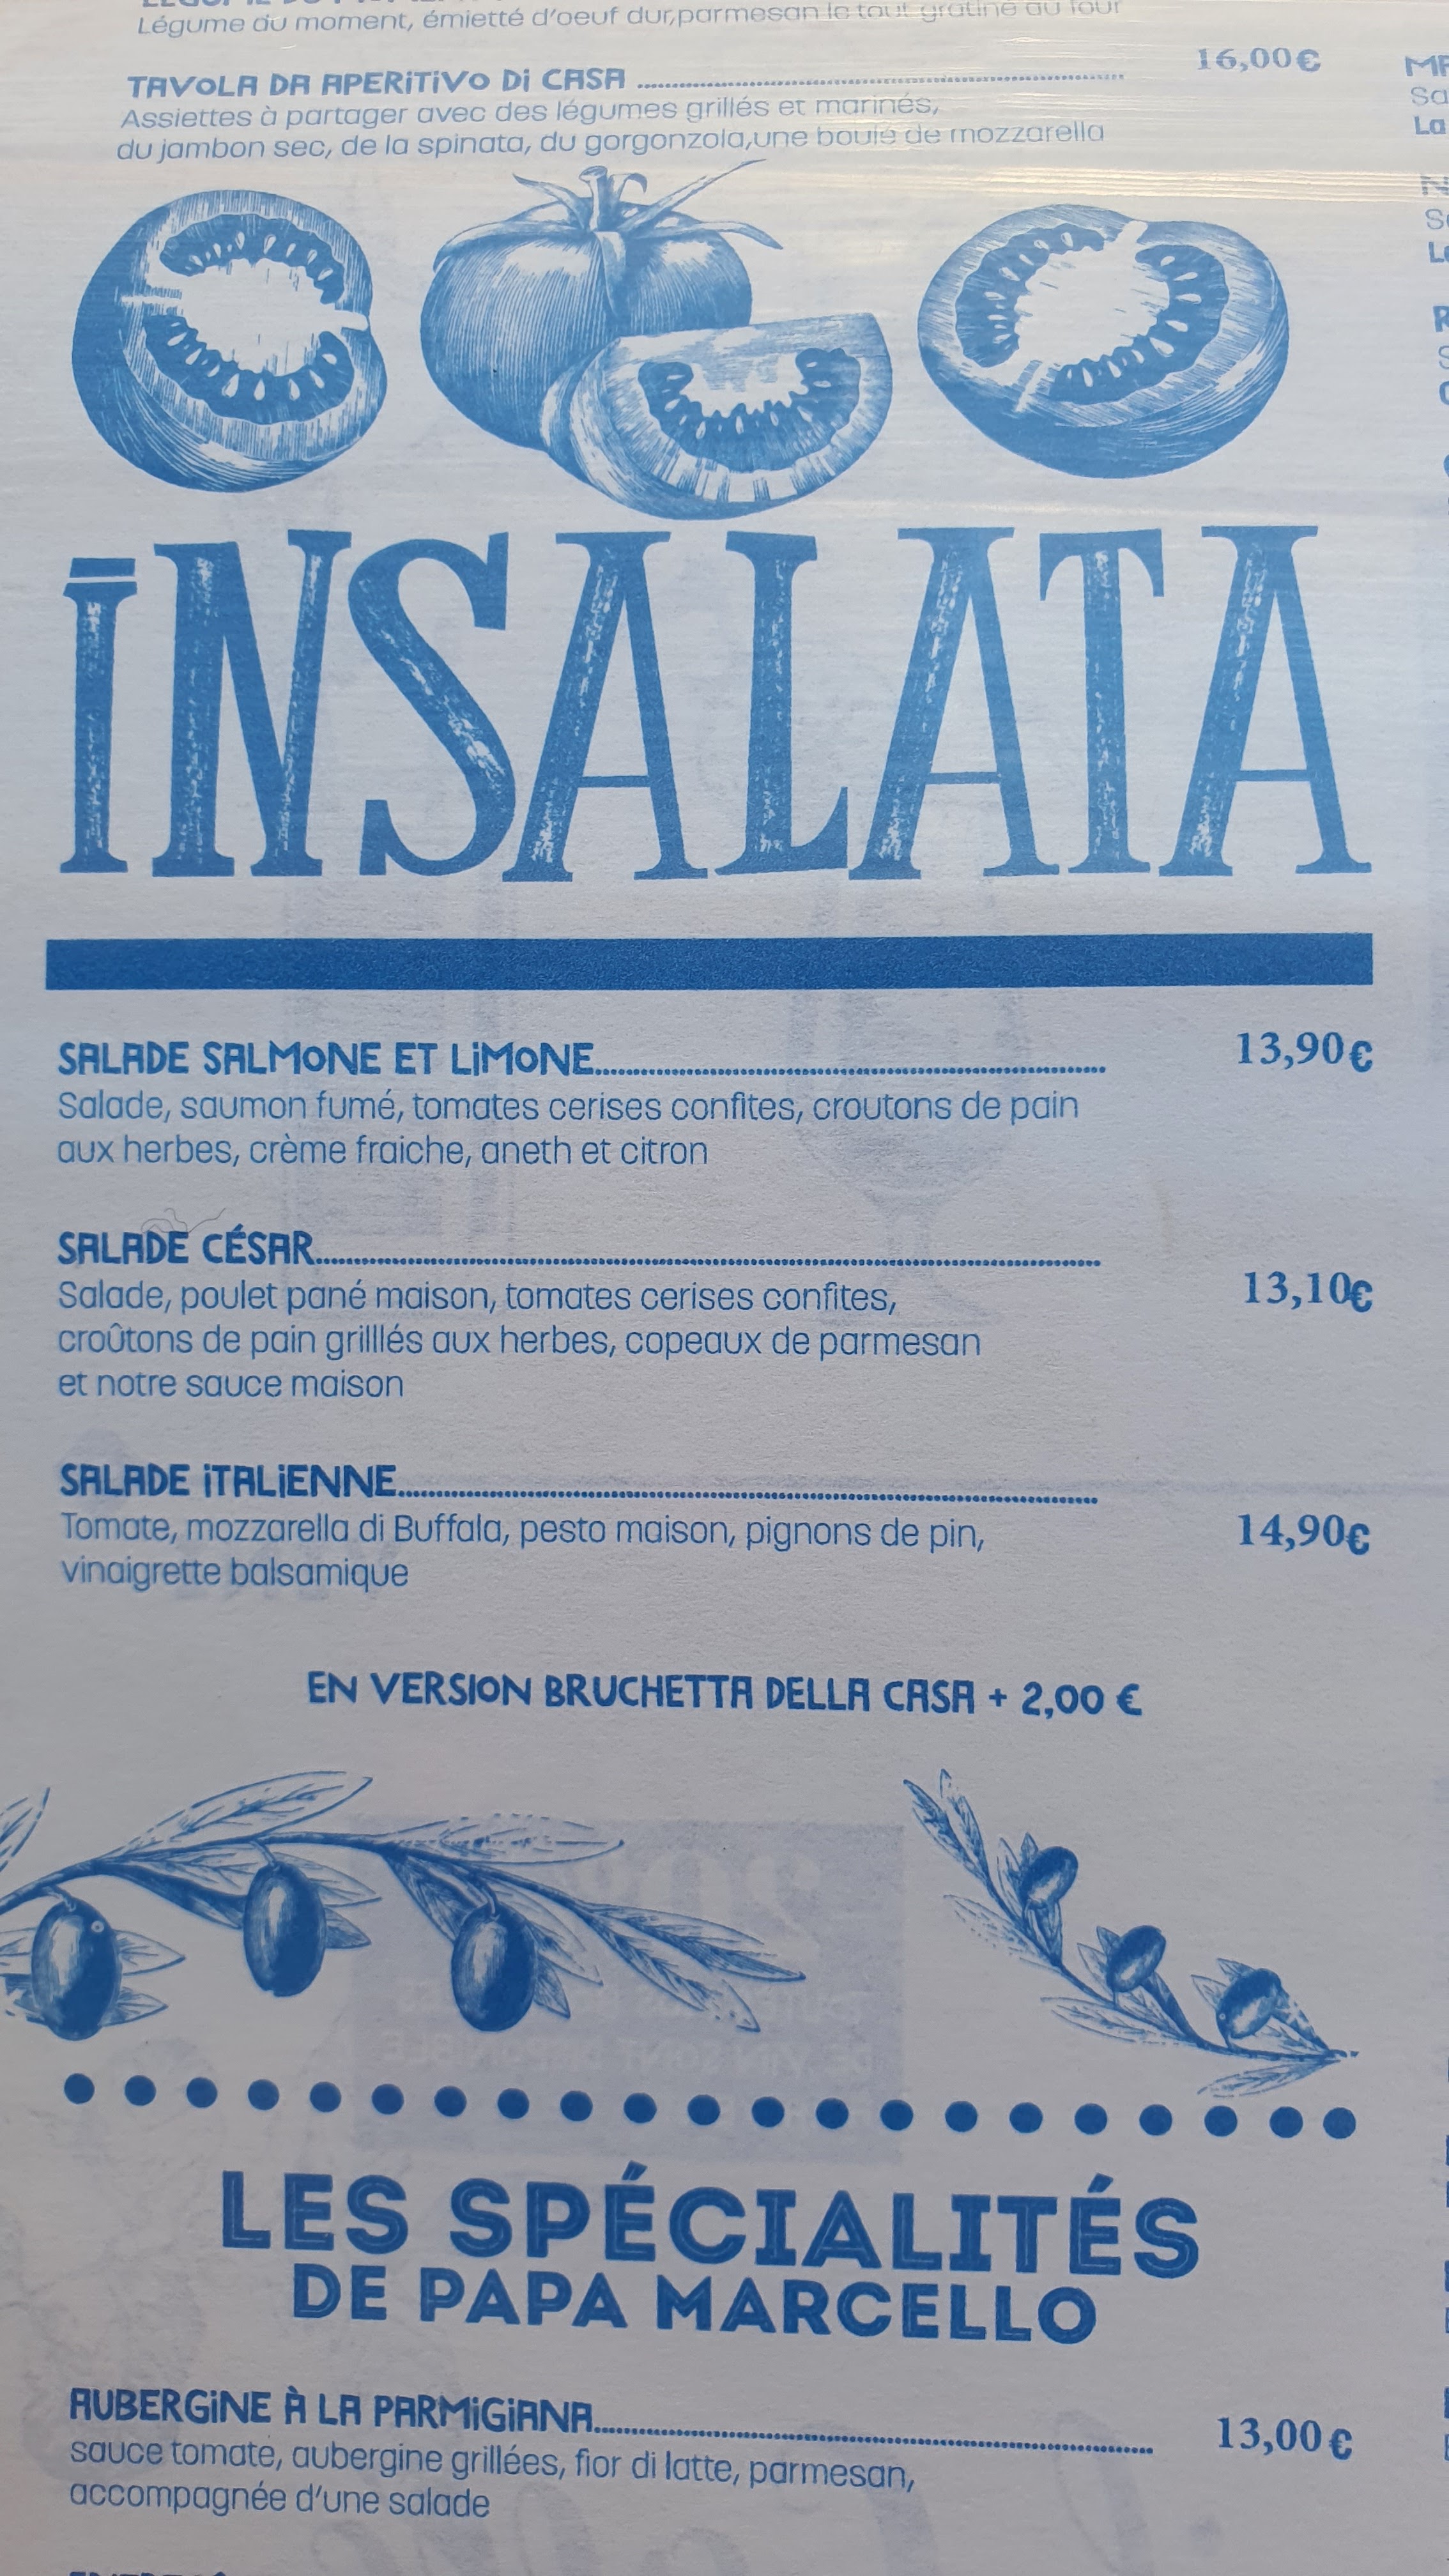 Légume du moment, émietté d'oeuf dur,parmesan le tout gratiné au four
TAVOLA DA APERITIVO DI CASA 16,00€
Assiettes à partager avec des légumes grillés et marinés,
du jambon sec, de la spinata, du gorgonzola,une boule de mozzarella
INSALATA
SALADE SALMONE ET LIMONE 13,90€
Salade, saumon fumé, tomates cerises confites, croutons de pain
aux herbes, crème fraiche, aneth et citron
SALADE CÉSAR 13,10€
Salade, poulet pané maison, tomates cerises confites,
croûtons de pain grilllés aux herbes, copeaux de parmesan
et notre sauce maison
SALADE ITALIENNE 14,90€
Tomate, mozzarella di Buffala, pesto maison, pignons de pin,
vinaigrette balsamique
EN VERSION BRUCHETTA DELLA CASA + 2,00 €
LES SPÉCIALITÉS
DE PAPA MARCELLO
AUBERGINE À LA PARMIGIANA 13,00€
sauce tomate, aubergine grillées, fior di latte, parmesan,
accompagnée d'une salade
La